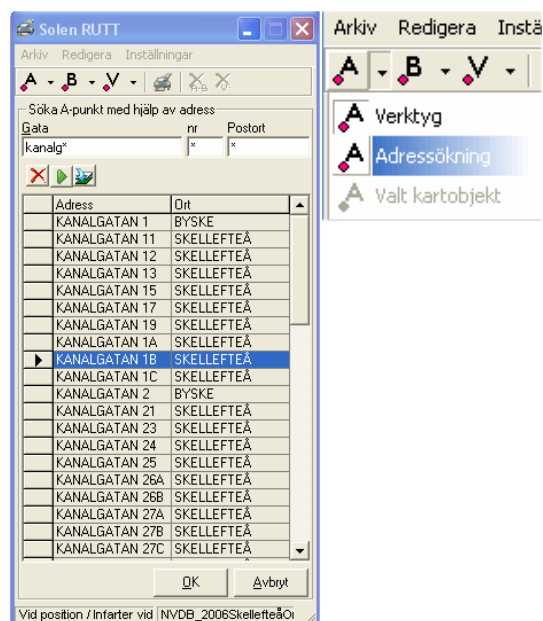 Solen RUTT
Arkiv Redigera Inställningar
A B V A-B
Söka A-punkt med hjälp av adress
Gata nr Postort
kanalg* * *
Adress Ort
KANALGATAN 1 BYSKE
KANALGATAN 11 SKELLEFTEÅ
KANALGATAN 12 SKELLEFTEÅ
KANALGATAN 13 SKELLEFTEÅ
KANALGATAN 15 SKELLEFTEÅ
KANALGATAN 17 SKELLEFTEÅ
KANALGATAN 19 SKELLEFTEÅ
KANALGATAN 1A SKELLEFTEÅ
KANALGATAN 1B SKELLEFTEÅ
KANALGATAN 1C SKELLEFTEÅ
KANALGATAN 2 BYSKE
KANALGATAN 21 SKELLEFTEÅ
KANALGATAN 23 SKELLEFTEÅ
KANALGATAN 24 SKELLEFTEÅ
KANALGATAN 25 SKELLEFTEÅ
KANALGATAN 26A SKELLEFTEÅ
KANALGATAN 26B SKELLEFTEÅ
KANALGATAN 27A SKELLEFTEÅ
KANALGATAN 27B SKELLEFTEÅ
KANALGATAN 27C SKELLEFTEÅ
OK Avbryt
Vid position / Infarter vid NVDB_2006SkellefteåO
Arkiv Redigera Instä
A B V
A Verktyg
A Adressökning
A Valt kartobjekt